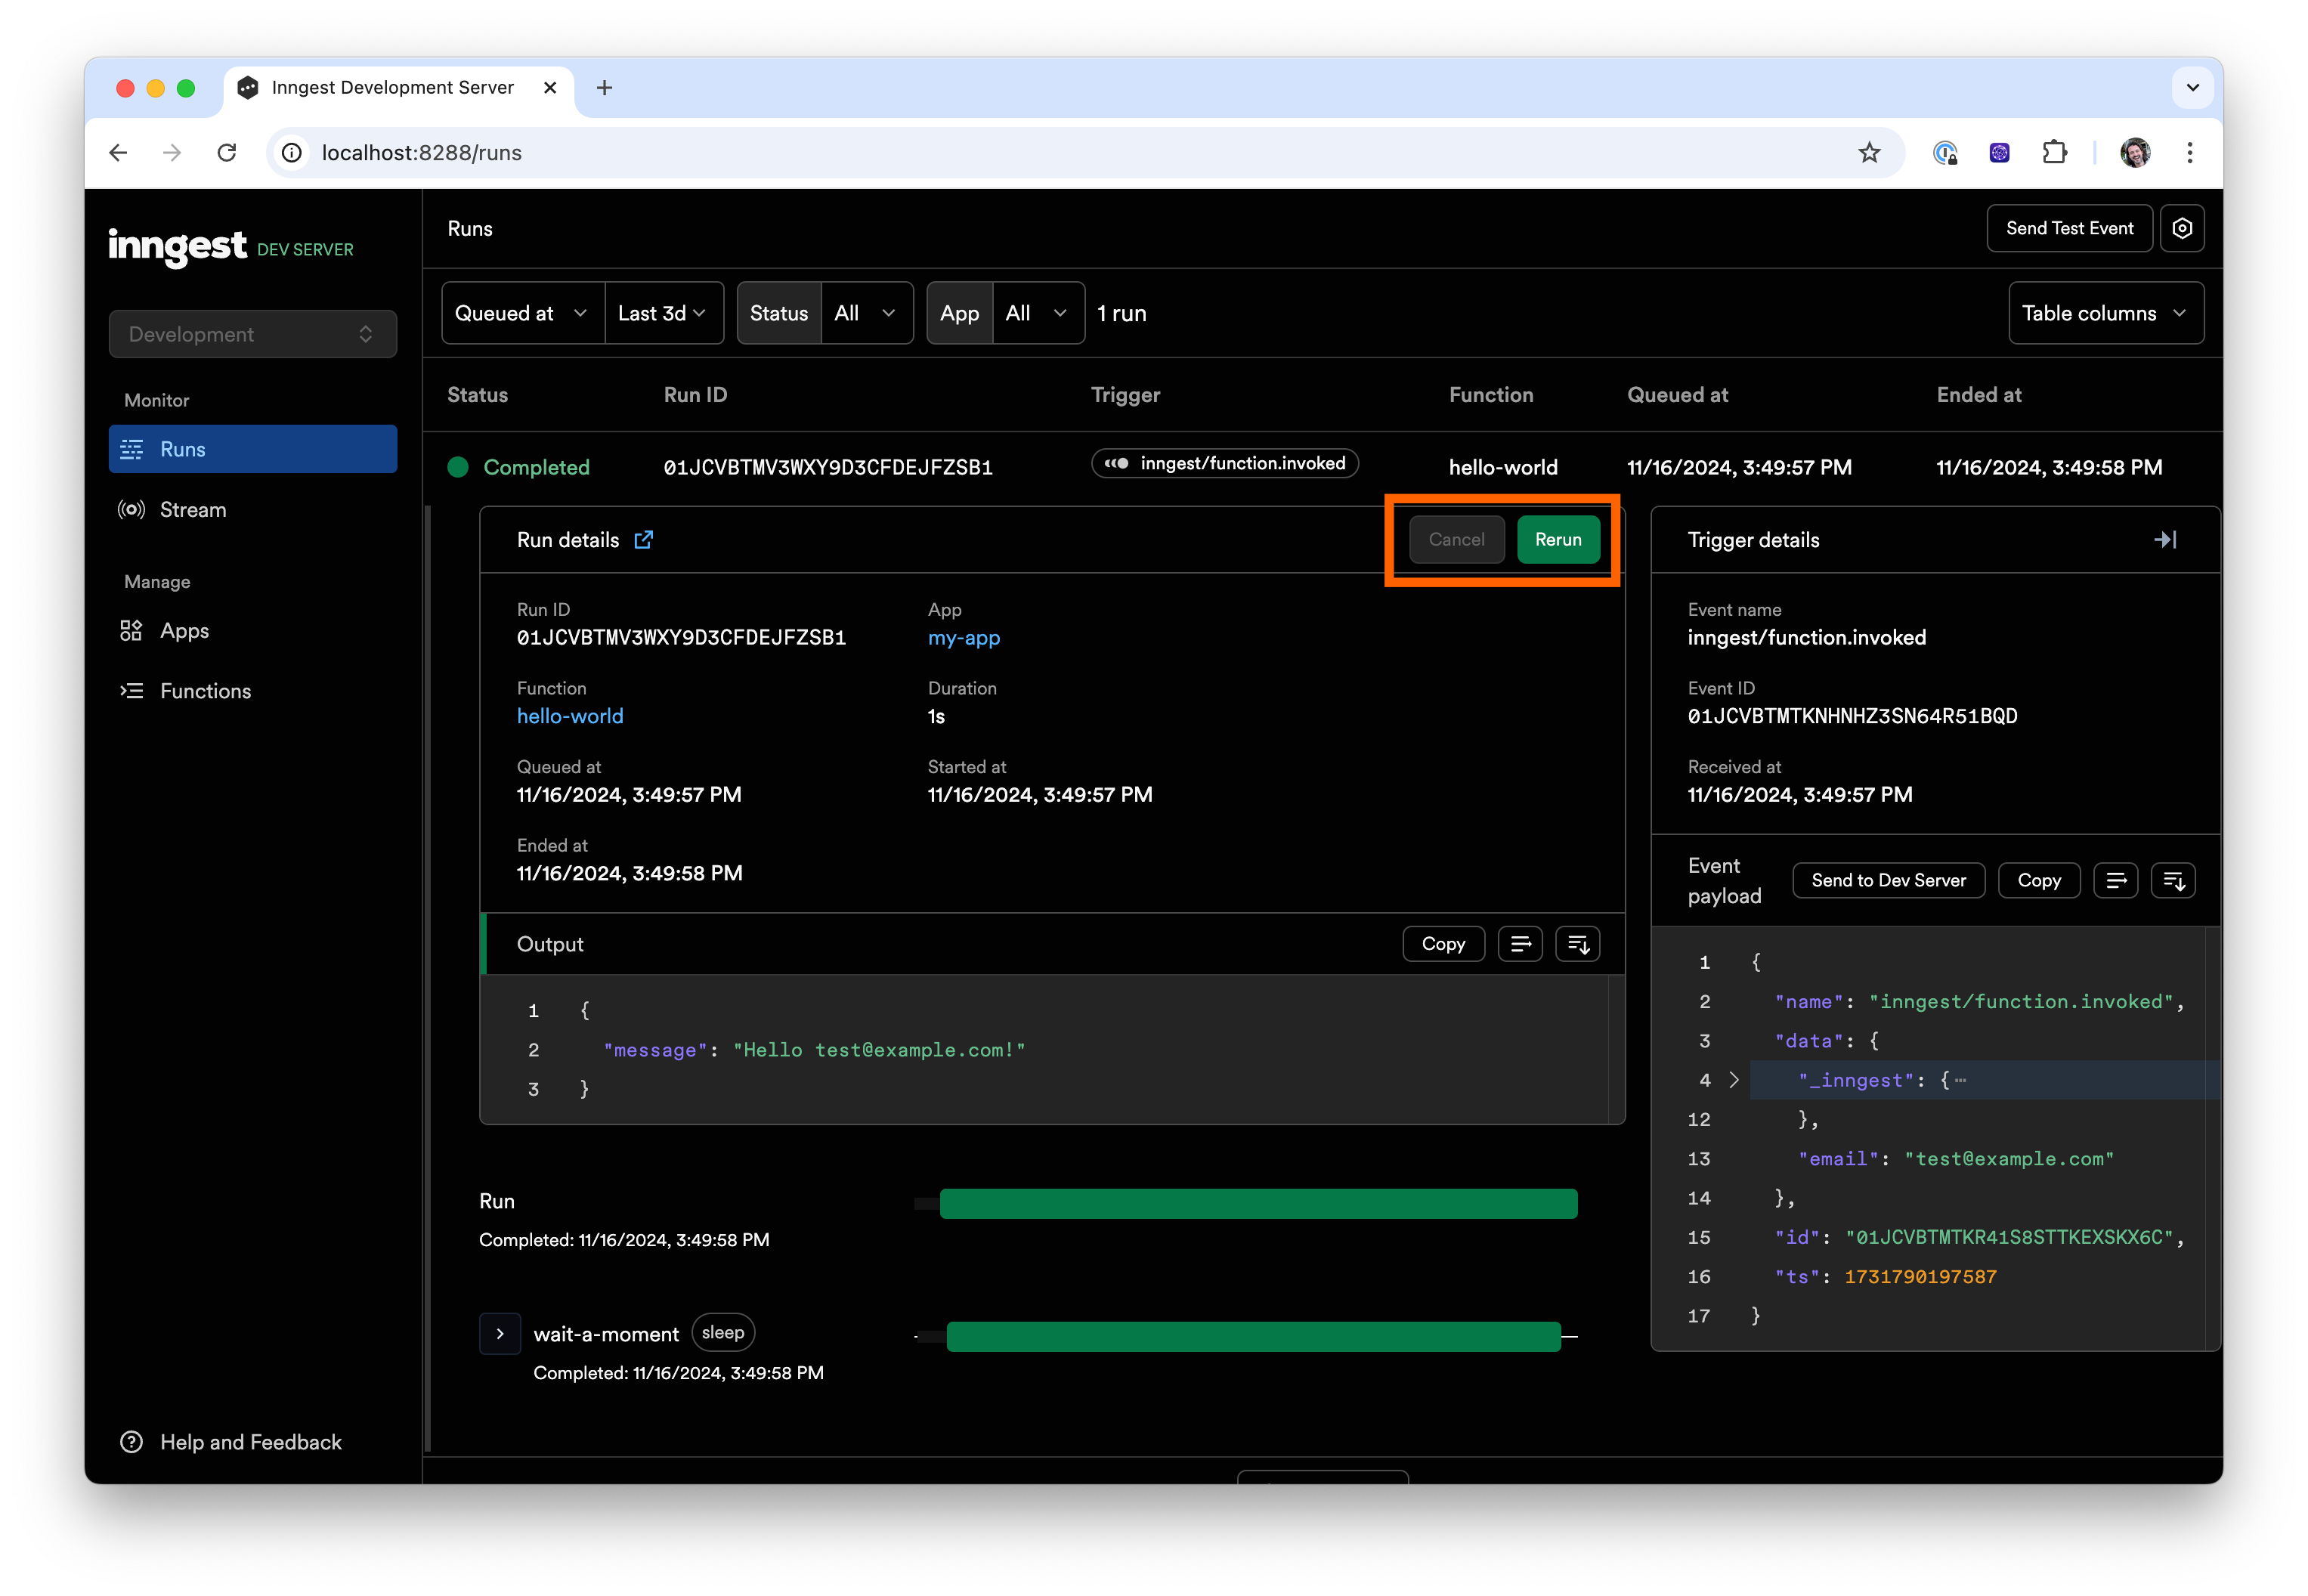 Inngest Development Server
localhost:8288/runs
inngest DEV SERVER
Development
Monitor
Runs
Stream
Manage
Apps
Functions
Help and Feedback
Runs
Send Test Event
Queued at
Last 3d
Status
All
App
All
1 run
Table columns
Status
Run ID
Trigger
Function
Queued at
Ended at
Completed
01JCVBTMV3WXY9D3CFDEJFZSB1
inngest/function.invoked
hello-world
11/16/2024, 3:49:57 PM
11/16/2024, 3:49:58 PM
Run details
Cancel
Rerun
Run ID
01JCVBTMV3WXY9D3CFDEJFZSB1
App
my-app
Function
hello-world
Duration
1s
Queued at
11/16/2024, 3:49:57 PM
Started at
11/16/2024, 3:49:57 PM
Ended at
11/16/2024, 3:49:58 PM
Output
Copy
1 {
2 "message": "Hello test@example.com!"
3 }
Run
Completed: 11/16/2024, 3:49:58 PM
wait-a-moment
sleep
Completed: 11/16/2024, 3:49:58 PM
Trigger details
Event name
inngest/function.invoked
Event ID
01JCVBTMTKNHNHZ3SN64R51BQD
Received at
11/16/2024, 3:49:57 PM
Event
payload
Send to Dev Server
Copy
1 {
2 "name": "inngest/function.invoked",
3 "data": {
4 "_inngest": {…
12 },
13 "email": "test@example.com"
14 },
15 "id": "01JCVBTMTKR41S8STTKEXSKX6C",
16 "ts": 1731790197587
17 }